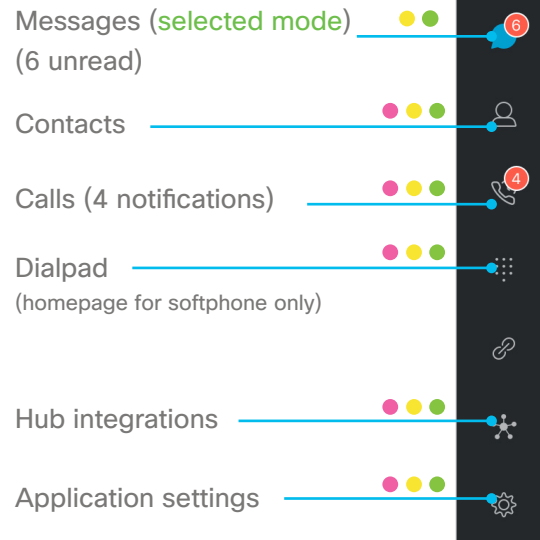 Messages (selected mode)
(6 unread)
6
Contacts
Calls (4 notifications)
4
Dialpad
(homepage for softphone only)
Hub integrations
Application settings